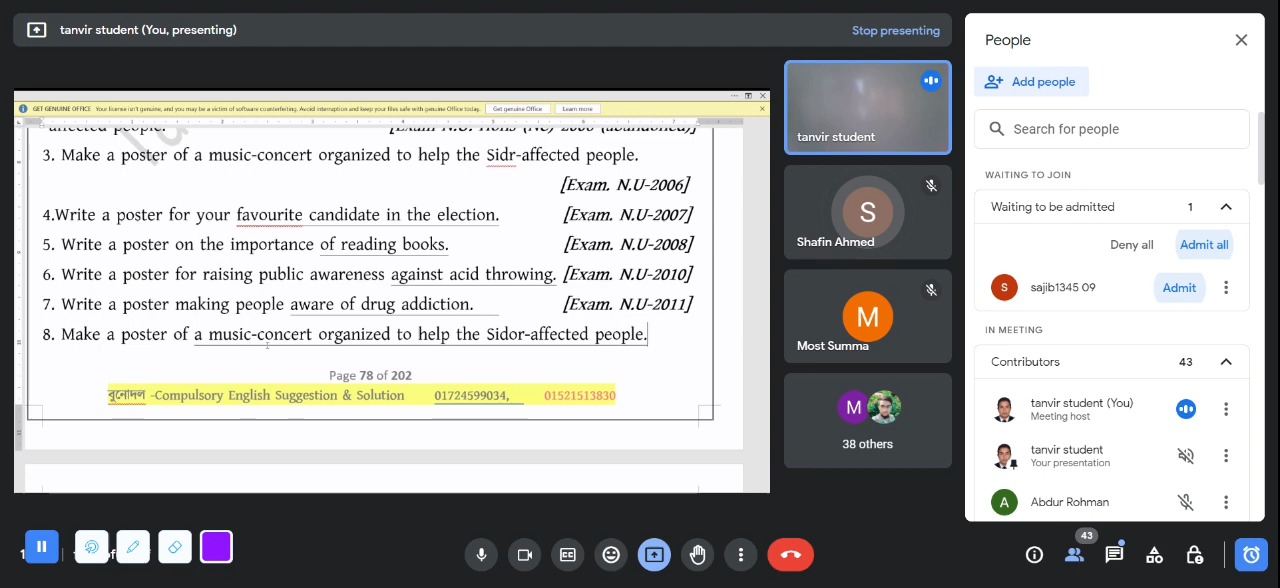 tanvir student (You, presenting)
Stop presenting
GET GENUINE OFFICE Your license isn't genuine, and you may be a victim of software counterfeiting. Avoid interruption and keep your files safe with genuine Office today. Get genuine Office Learn more
affected people. [Exam N.U. Hons (NC) 2006 (abandoned)]
3. Make a poster of a music-concert organized to help the Sidr-affected people.
[Exam. N.U-2006]
4.Write a poster for your favourite candidate in the election. [Exam. N.U-2007]
5. Write a poster on the importance of reading books. [Exam. N.U-2008]
6. Write a poster for raising public awareness against acid throwing. [Exam. N.U-2010]
7. Write a poster making people aware of drug addiction. [Exam. N.U-2011]
8. Make a poster of a music-concert organized to help the Sidor-affected people.
Page 78 of 202
বুনোদল -Compulsory English Suggestion & Solution 01724599034, 01521513830
tanvir student
S
Shafin Ahmed
M
Most Summa
M
38 others
People
Add people
Search for people
WAITING TO JOIN
Waiting to be admitted 1
Deny all Admit all
S sajib1345 09 Admit
IN MEETING
Contributors 43
tanvir student (You)
Meeting host
tanvir student
Your presentation
A Abdur Rohman
43